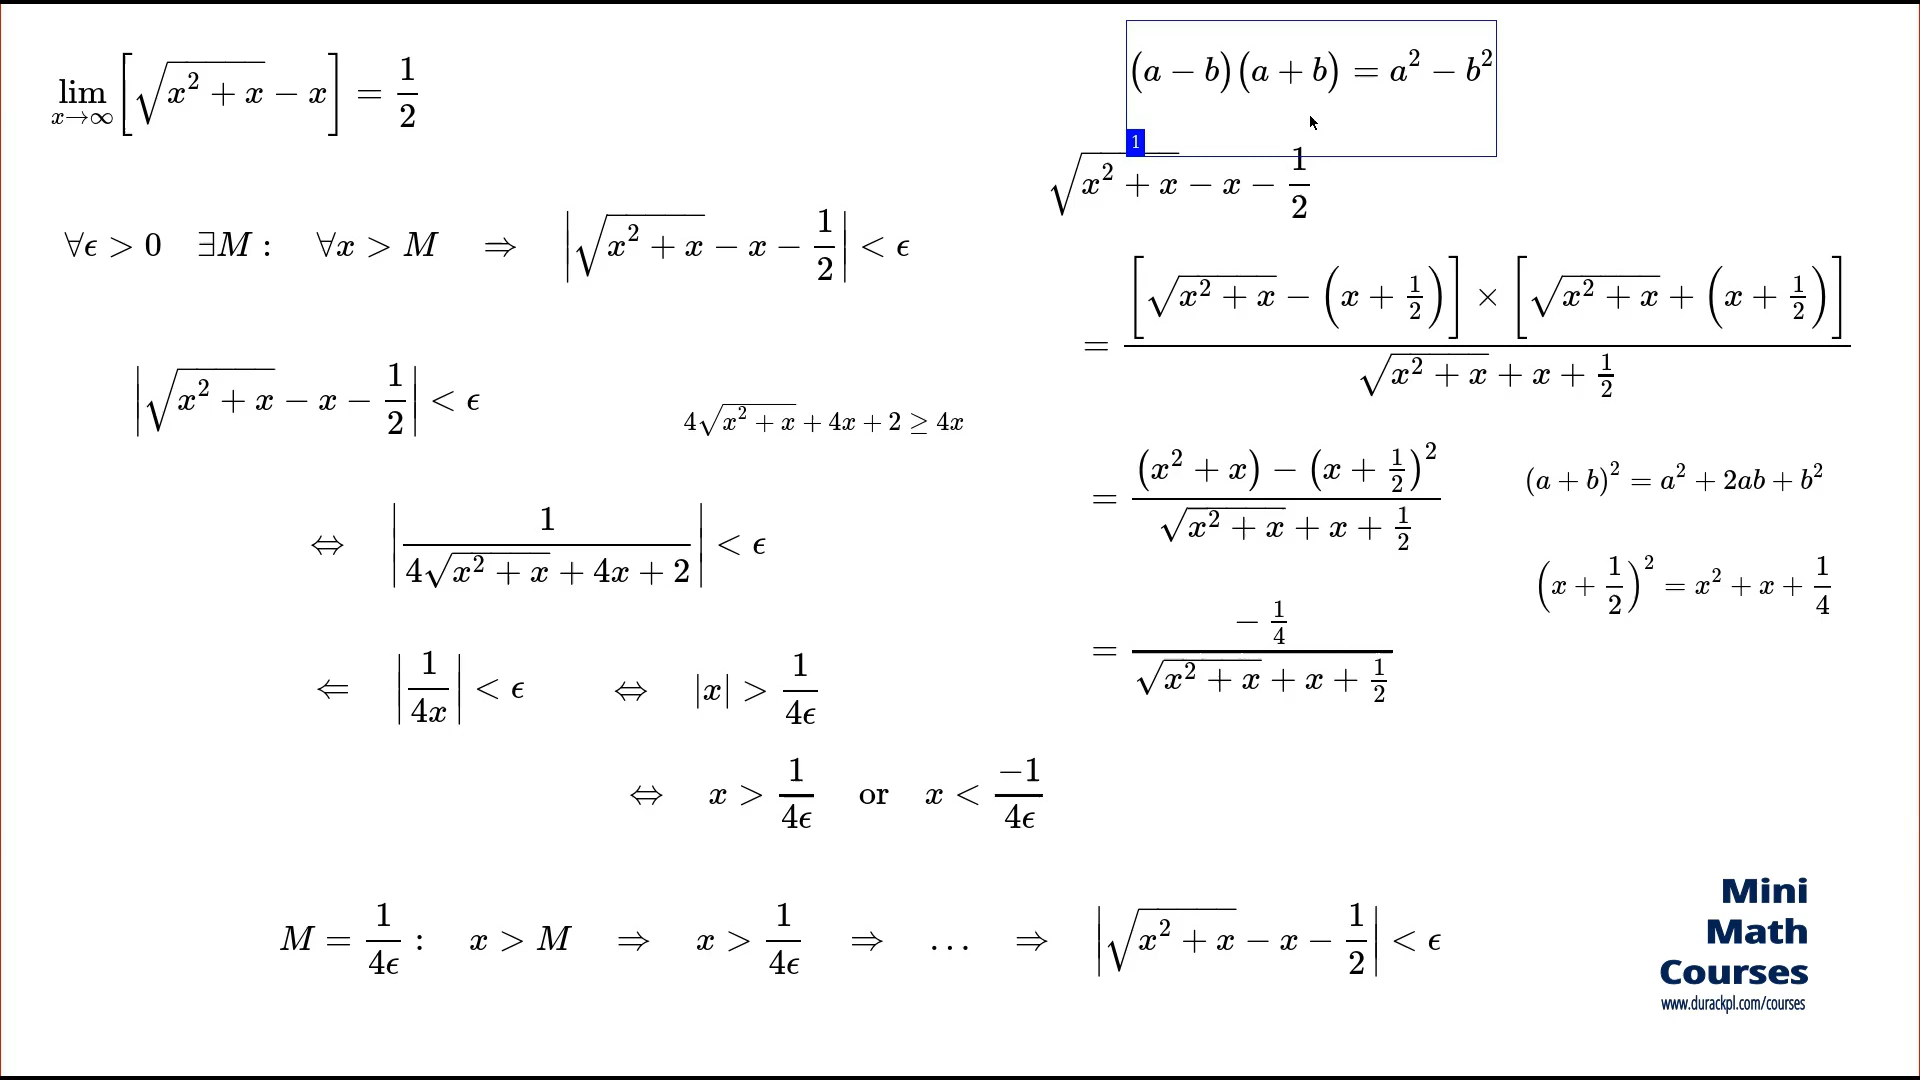 lim x→∞ [√(x² + x) − x] = 1/2
∀ϵ > 0 ∃M : ∀x > M ⇒ |√(x² + x) − x − 1/2| < ϵ
|√(x² + x) − x − 1/2| < ϵ
4√(x² + x) + 4x + 2 ≥ 4x
⇔ |1/(4√(x² + x) + 4x + 2)| < ϵ
⇐ |1/(4x)| < ϵ ⇔ |x| > 1/(4ϵ)
⇔ x > 1/(4ϵ) or x < −1/(4ϵ)
M = 1/(4ϵ) : x > M ⇒ x > 1/(4ϵ) ⇒ … ⇒ |√(x² + x) − x − 1/2| < ϵ
(a − b)(a + b) = a² − b²
1
√(x² + x) − x − 1/2
= [√(x² + x) − (x + 1/2)] × [√(x² + x) + (x + 1/2)] / (√(x² + x) + x + 1/2)
= ((x² + x) − (x + 1/2)²) / (√(x² + x) + x + 1/2)
(a + b)² = a² + 2ab + b²
(x + 1/2)² = x² + x + 1/4
= (−1/4) / (√(x² + x) + x + 1/2)
Mini
Math
Courses
www.durackpl.com/courses